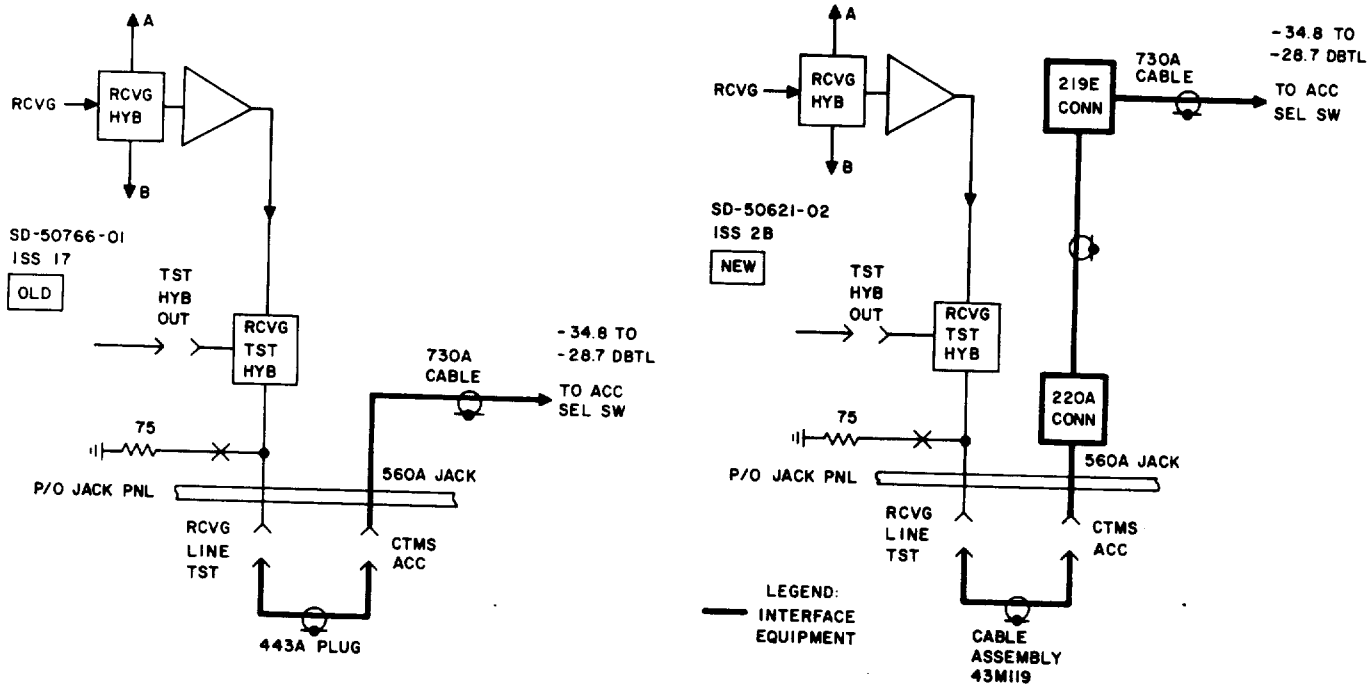 A
RCVG
RCVG
HYB
B
SD-50766-01
ISS 17
OLD
TST
HYB
OUT
RCVG
TST
HYB
730A
CABLE
-34.8 TO
-28.7 DBTL
TO ACC
SEL SW
75
P/O JACK PNL
560A JACK
RCVG
LINE
TST
CTMS
ACC
443A PLUG
A
RCVG
RCVG
HYB
B
SD-50621-02
ISS 2B
NEW
TST
HYB
OUT
RCVG
TST
HYB
219E
CONN
730A
CABLE
-34.8 TO
-28.7 DBTL
TO ACC
SEL SW
220A
CONN
75
P/O JACK PNL
560A JACK
RCVG
LINE
TST
CTMS
ACC
LEGEND:
INTERFACE
EQUIPMENT
CABLE
ASSEMBLY
43M119